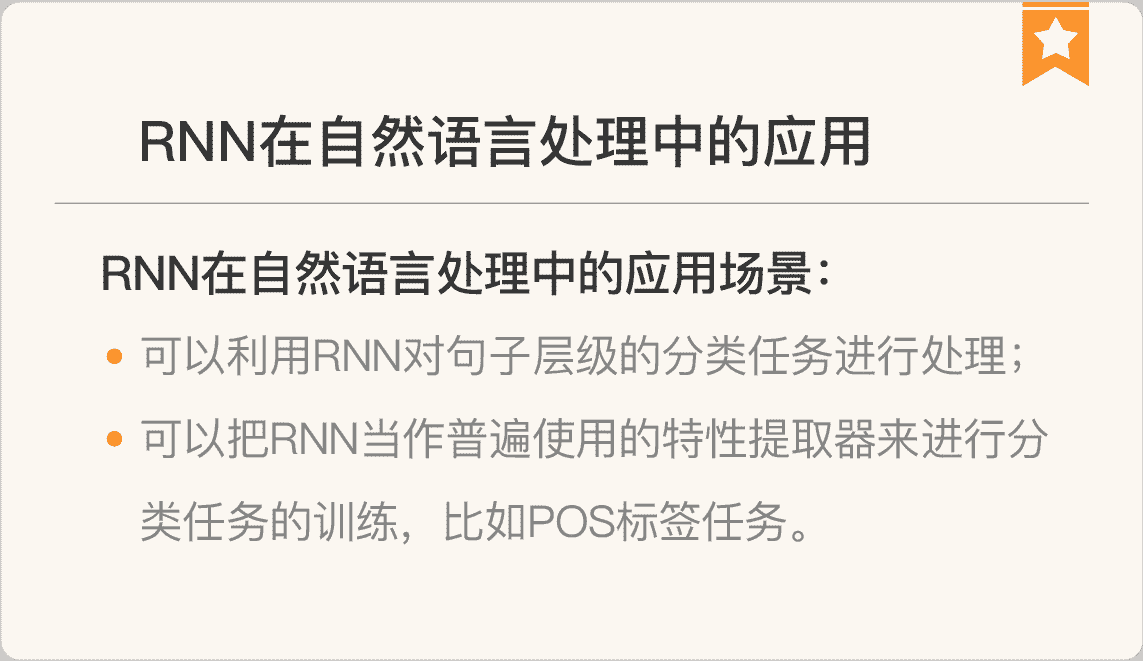 RNN在自然语言处理中的应用
RNN在自然语言处理中的应用场景：
可以利用RNN对句子层级的分类任务进行处理；
可以把RNN当作普遍使用的特性提取器来进行分
类任务的训练，比如POS标签任务。